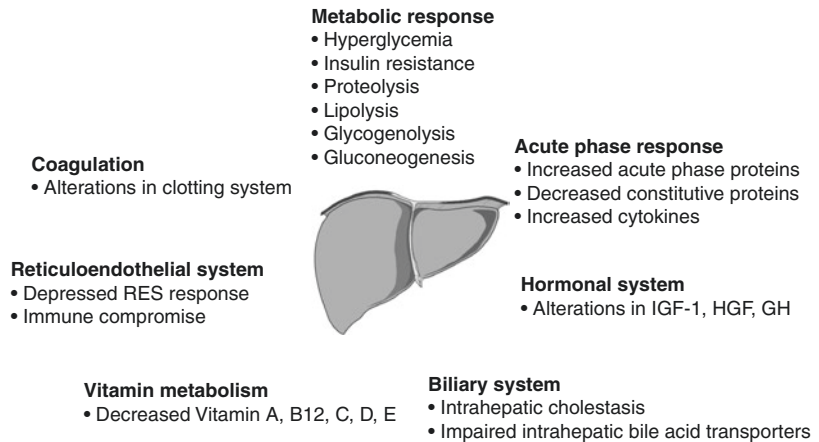 Metabolic response
• Hyperglycemia
• Insulin resistance
• Proteolysis
• Lipolysis
• Glycogenolysis
• Gluconeogenesis
Coagulation
• Alterations in clotting system
Acute phase response
• Increased acute phase proteins
• Decreased constitutive proteins
• Increased cytokines
Reticuloendothelial system
• Depressed RES response
• Immune compromise
Hormonal system
• Alterations in IGF-1, HGF, GH
Vitamin metabolism
• Decreased Vitamin A, B12, C, D, E
Biliary system
• Intrahepatic cholestasis
• Impaired intrahepatic bile acid transporters